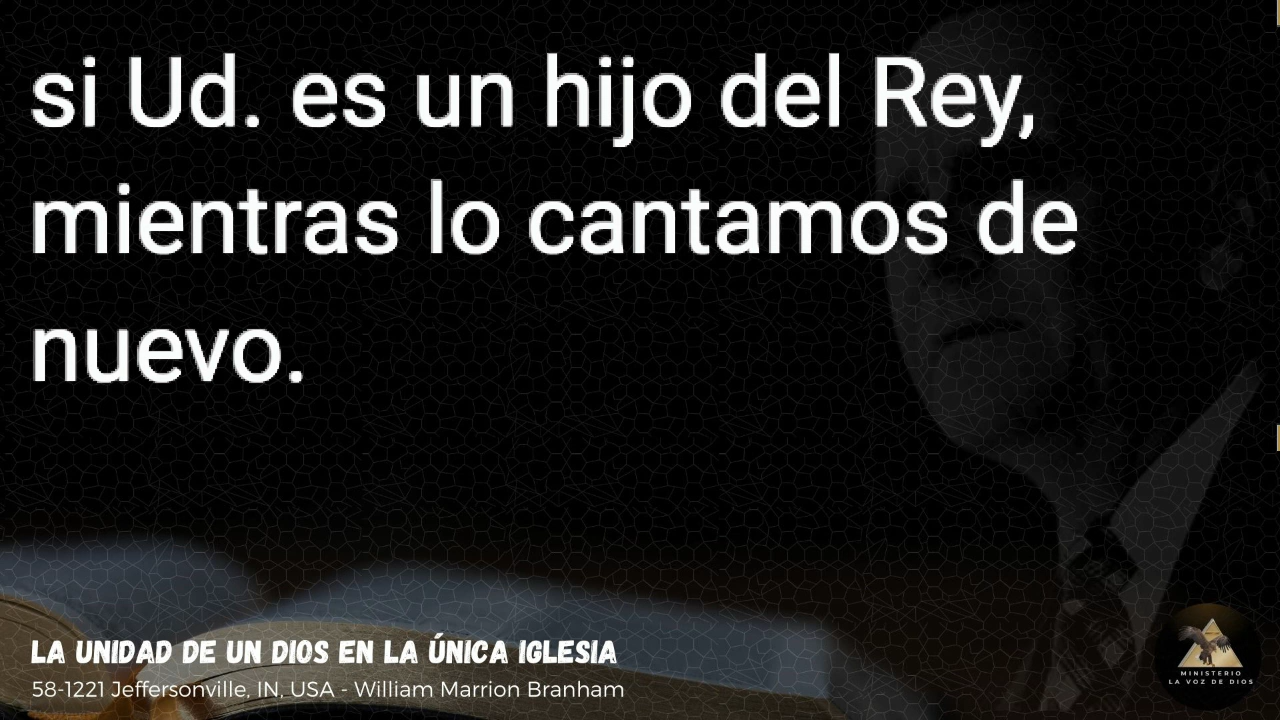 si Ud. es un hijo del Rey,
mientras lo cantamos de
nuevo.
LA UNIDAD DE UN DIOS EN LA ÚNICA IGLESIA
58-1221 Jeffersonville, IN, USA - William Marrion Branham
MINISTERIO
LA VOZ DE DIOS